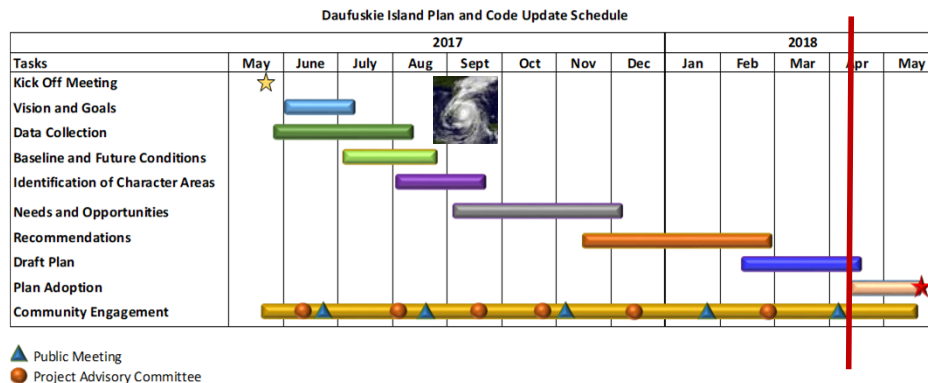 Daufuskie Island Plan and Code Update Schedule
2017 2018
Tasks May June July Aug Sept Oct Nov Dec Jan Feb Mar Apr May
Kick Off Meeting
Vision and Goals
Data Collection
Baseline and Future Conditions
Identification of Character Areas
Needs and Opportunities
Recommendations
Draft Plan
Plan Adoption
Community Engagement
Public Meeting
Project Advisory Committee